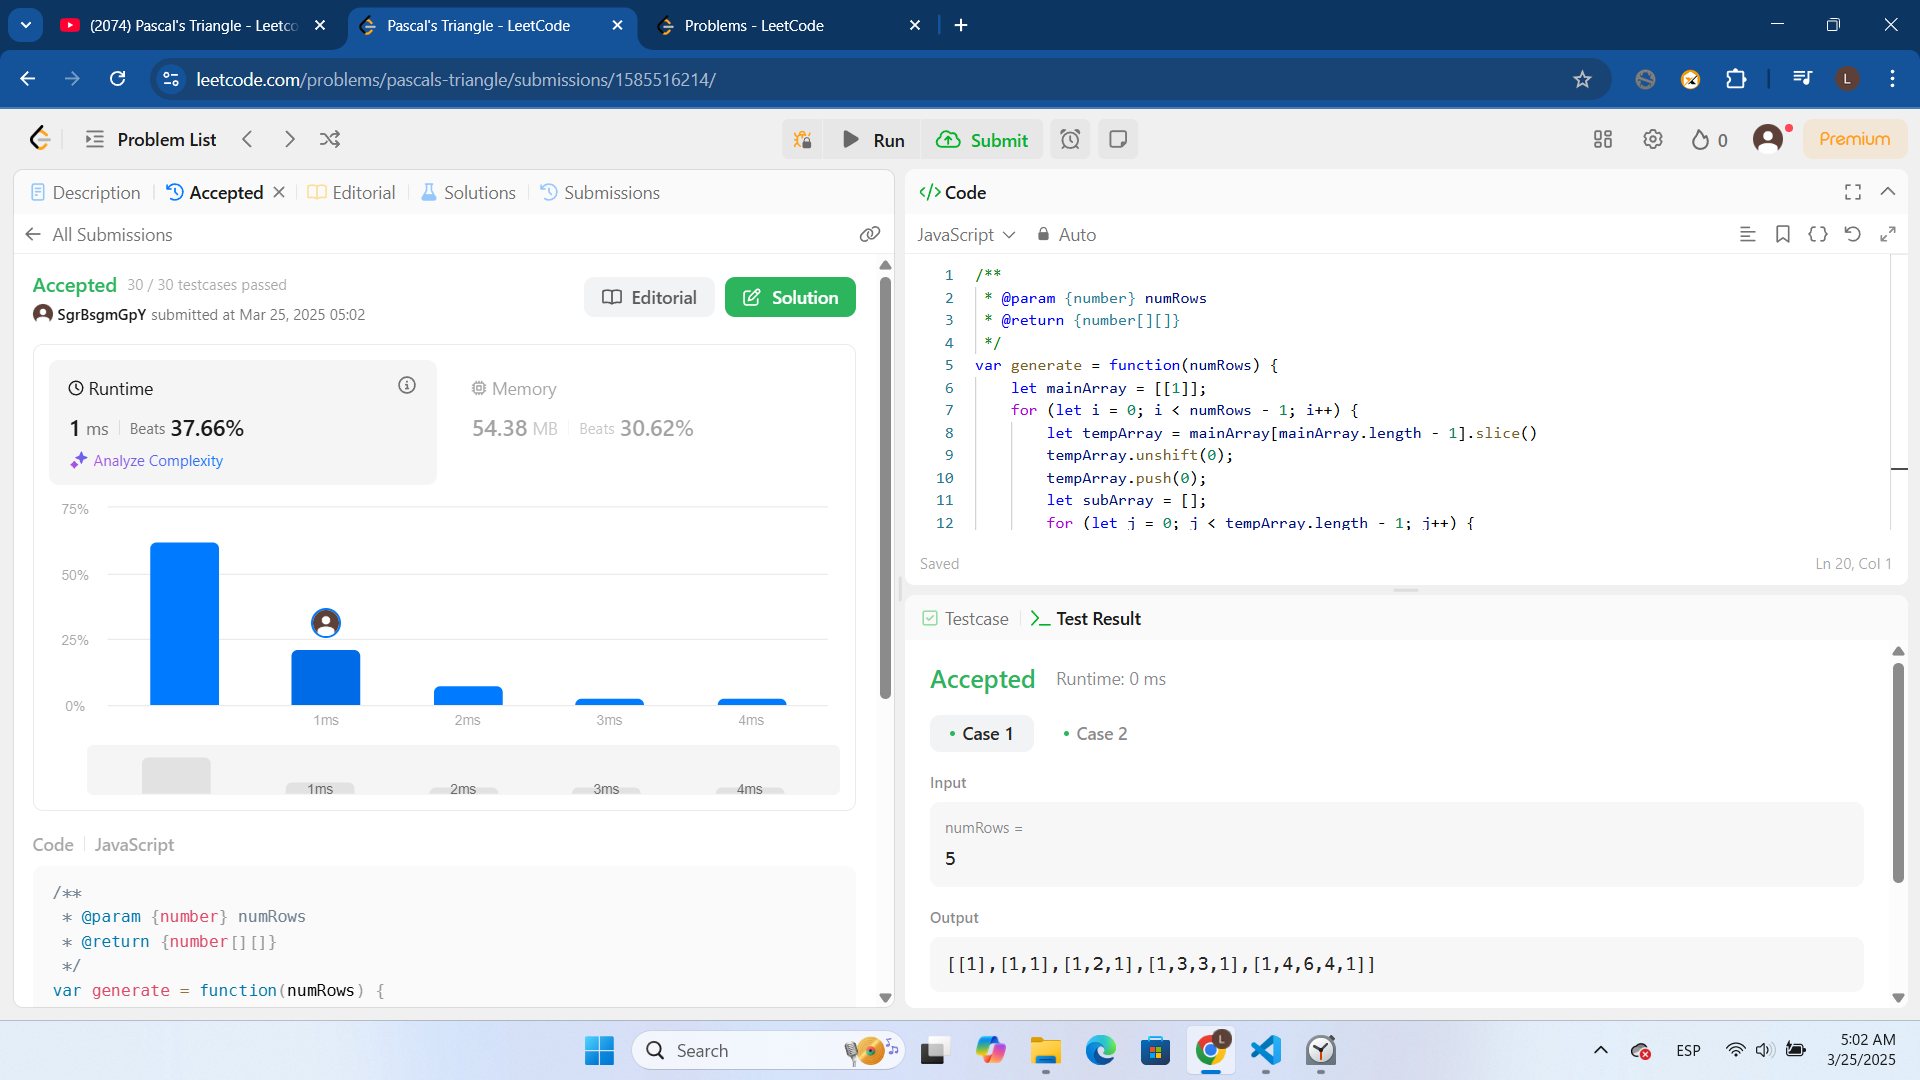 (2074) Pascal's Triangle - Leetco
Pascal's Triangle - LeetCode
Problems - LeetCode
leetcode.com/problems/pascals-triangle/submissions/1585516214/
L
Problem List
Run
Submit
0
Premium
Description
Accepted
Editorial
Solutions
Submissions
All Submissions
Accepted 30 / 30 testcases passed
SgrBsgmGpY submitted at Mar 25, 2025 05:02
Editorial
Solution
Runtime
1 ms
Beats 37.66%
Analyze Complexity
Memory
54.38 MB
Beats 30.62%
75%
50%
25%
0%
1ms
2ms
3ms
4ms
1ms
2ms
3ms
4ms
Code
JavaScript
/**
* @param {number} numRows
* @return {number[][]}
*/
var generate = function(numRows) {
</> Code
JavaScript
Auto
1 /**
2 * @param {number} numRows
3 * @return {number[][]}
4 */
5 var generate = function(numRows) {
6 let mainArray = [[1]];
7 for (let i = 0; i < numRows - 1; i++) {
8 let tempArray = mainArray[mainArray.length - 1].slice()
9 tempArray.unshift(0);
10 tempArray.push(0);
11 let subArray = [];
12 for (let j = 0; j < tempArray.length - 1; j++) {
Saved
Ln 20, Col 1
Testcase
Test Result
Accepted
Runtime: 0 ms
Case 1
Case 2
Input
numRows =
5
Output
[[1],[1,1],[1,2,1],[1,3,3,1],[1,4,6,4,1]]
Search
L
ESP
5:02 AM
3/25/2025